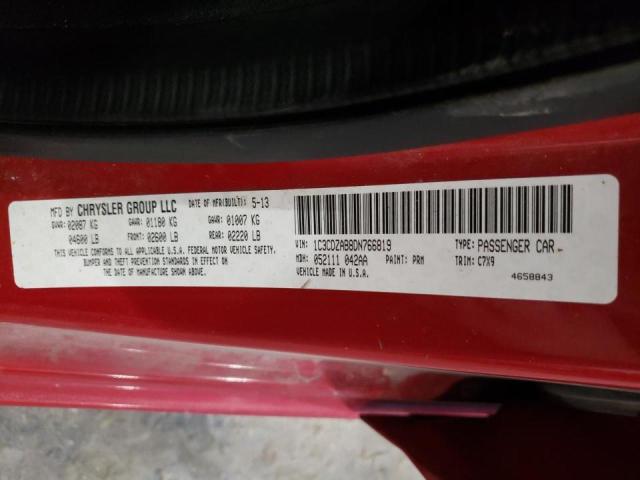 MFD BY CHRYSLER GROUP LLC DATE OF MFR(BUILT): 5-13
GVWR: 02087 KG GAWR: 01180 KG GAWR: 01007 KG
04600 LB FRONT: 02600 LB REAR: 02220 LB
THIS VEHICLE CONFORMS TO ALL APPLICABLE U.S.A. FEDERAL MOTOR VEHICLE SAFETY,
BUMPER AND THEFT PREVENTION STANDARDS IN EFFECT ON
THE DATE OF MANUFACTURE SHOWN ABOVE.
VIN: 1C3CDZAB8DN766819 TYPE: PASSENGER CAR
MDH: 052111 042AA PAINT: PRM TRIM: C7X9
VEHICLE MADE IN U.S.A.
4658843